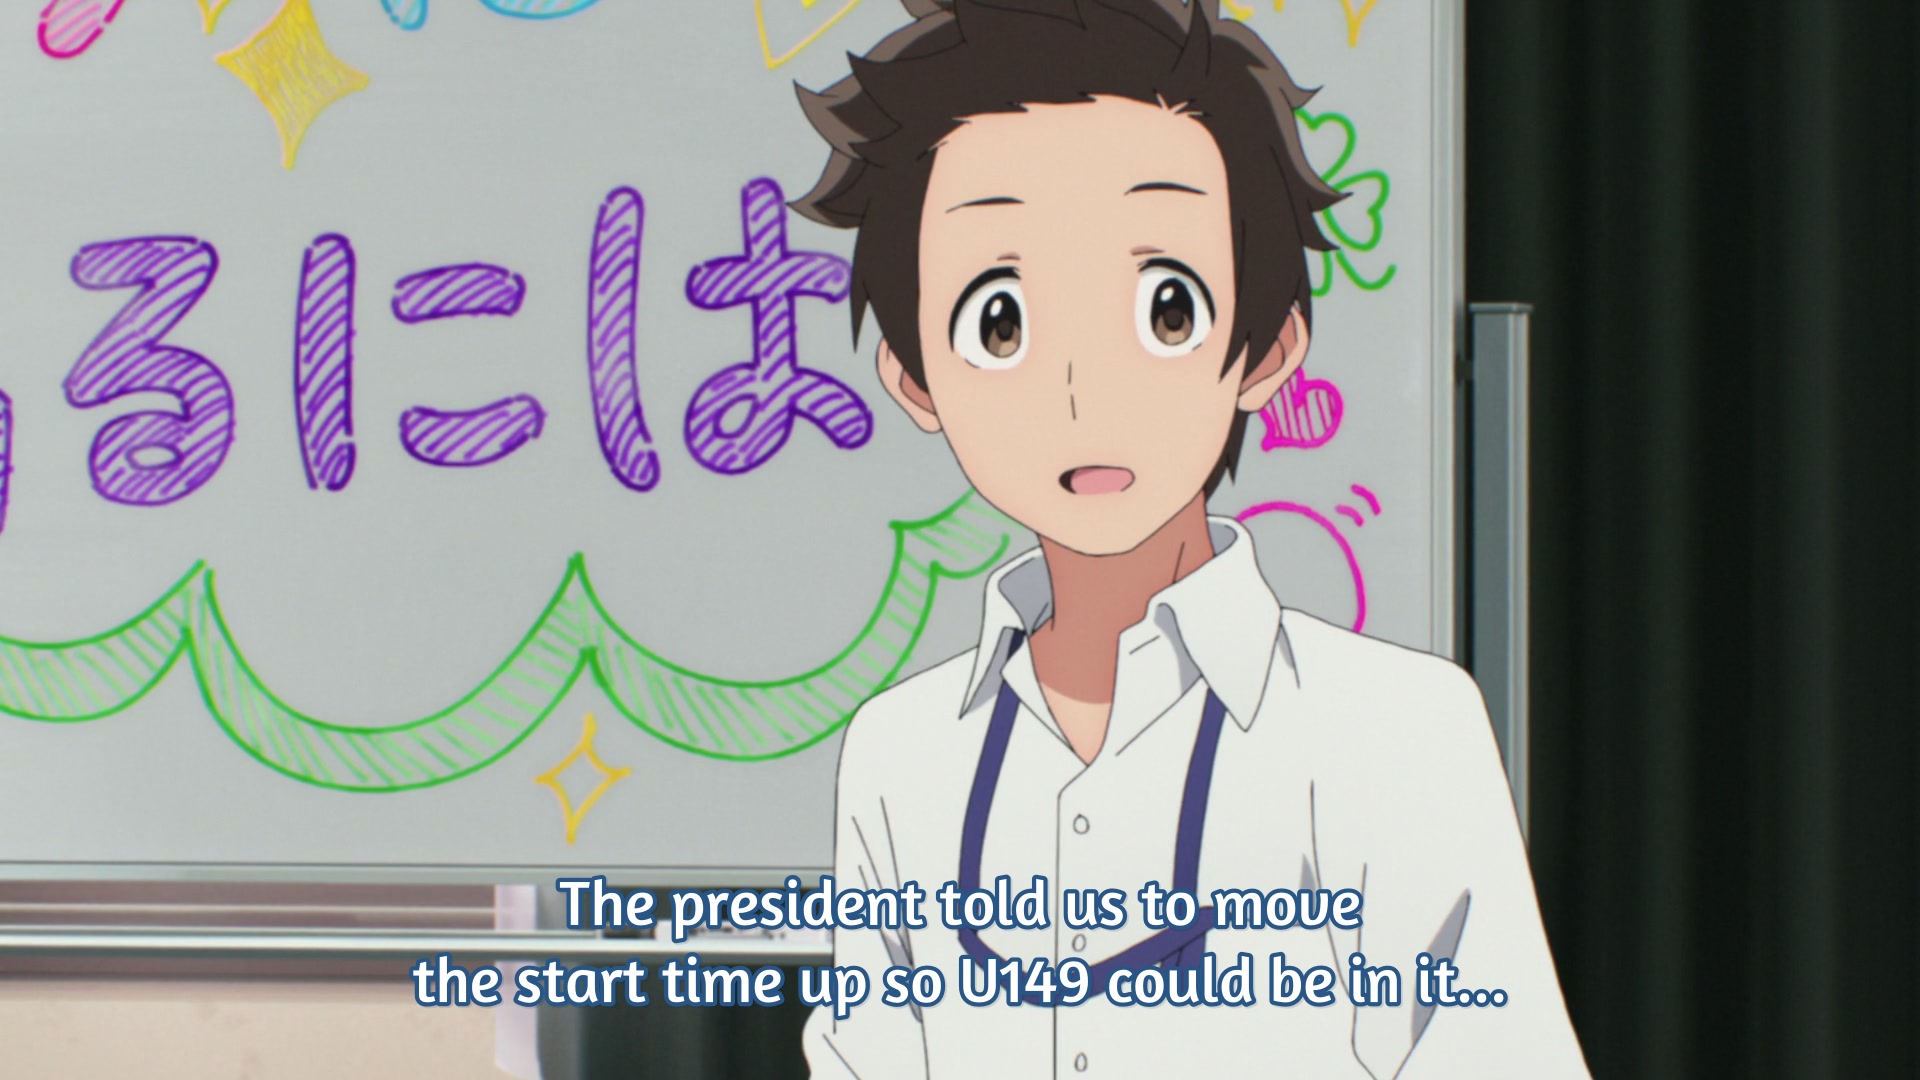 るには
The president told us to move
the start time up so U149 could be in it...